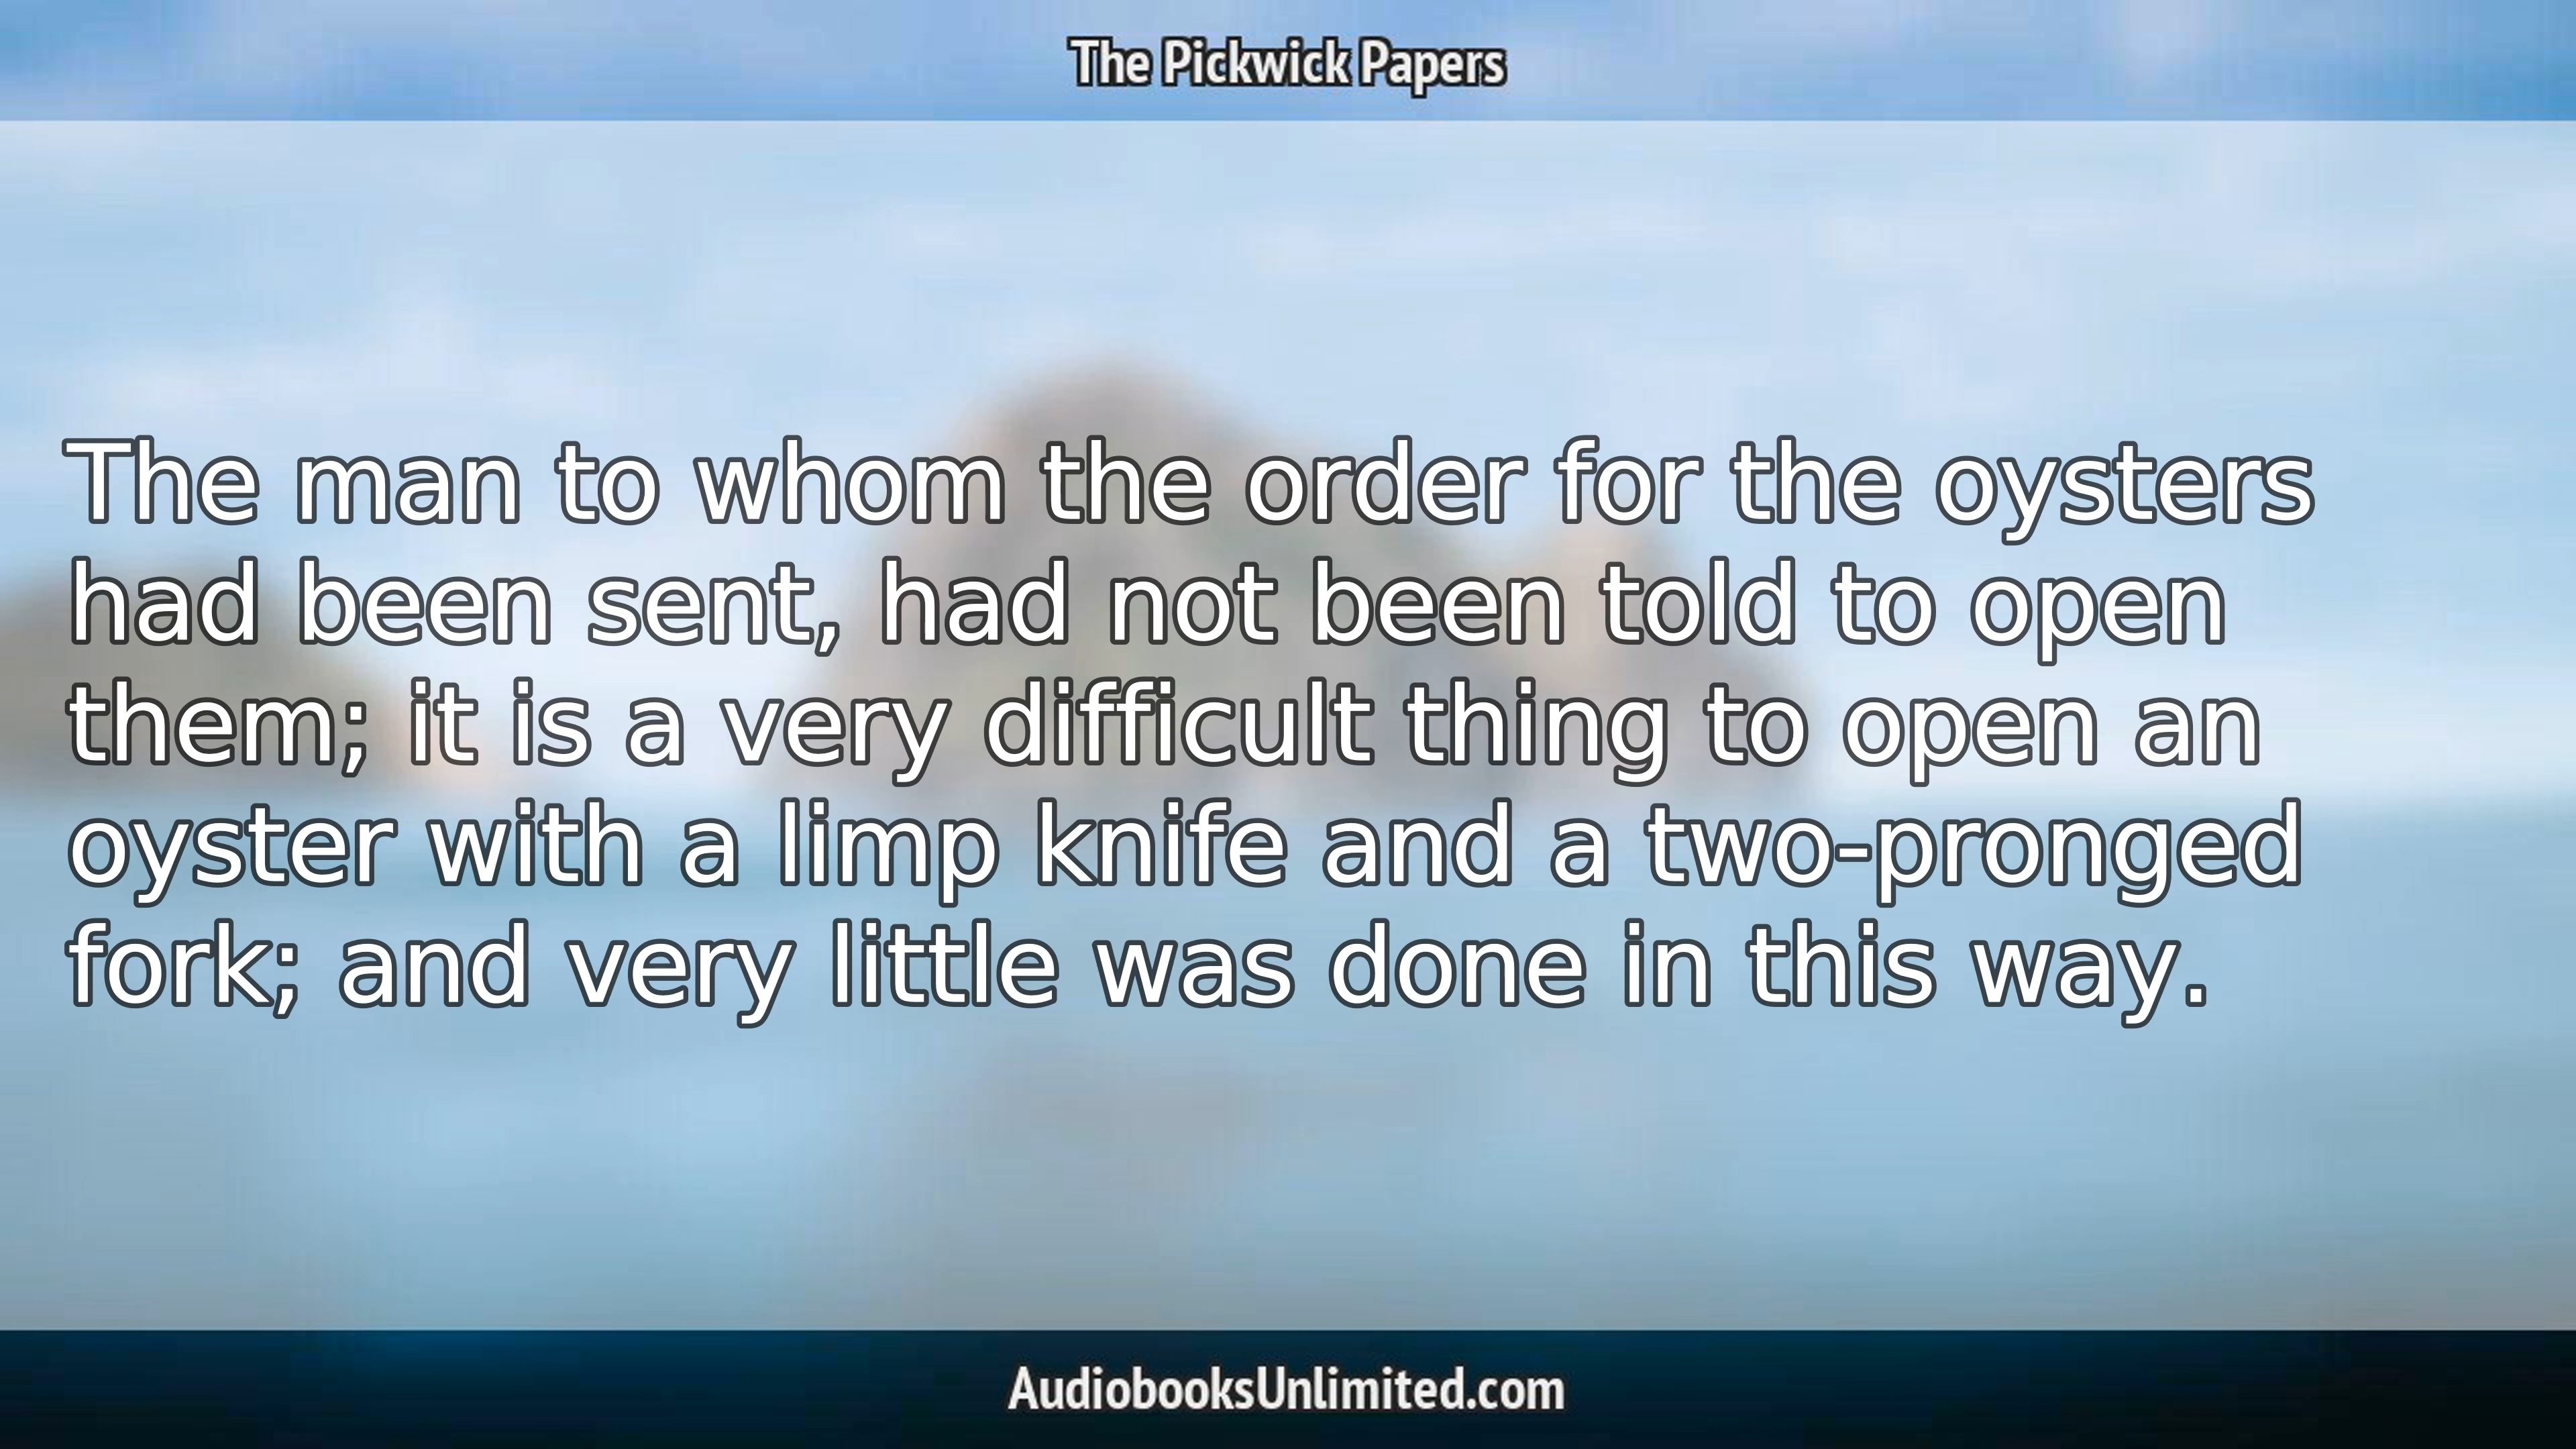 The Pickwick Papers
The man to whom the order for the oysters
had been sent, had not been told to open
them; it is a very difficult thing to open an
oyster with a limp knife and a two-pronged
fork; and very little was done in this way.
AudiobooksUnlimited.com